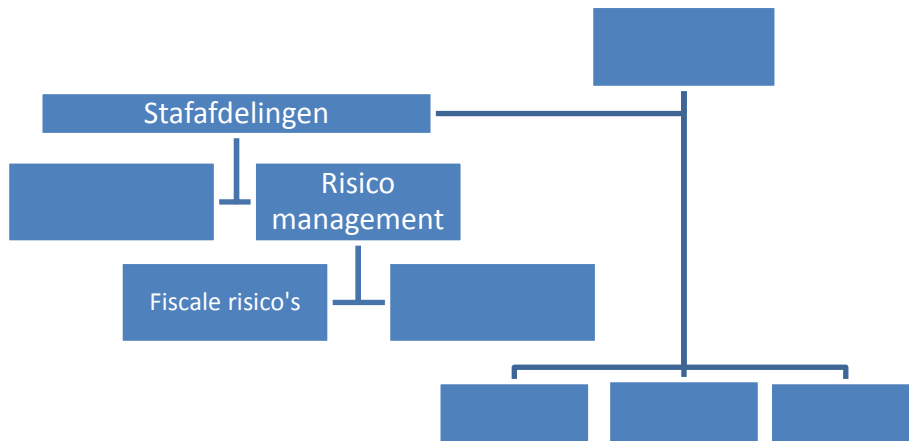 Stafafdelingen
Risico
management
Fiscale risico's